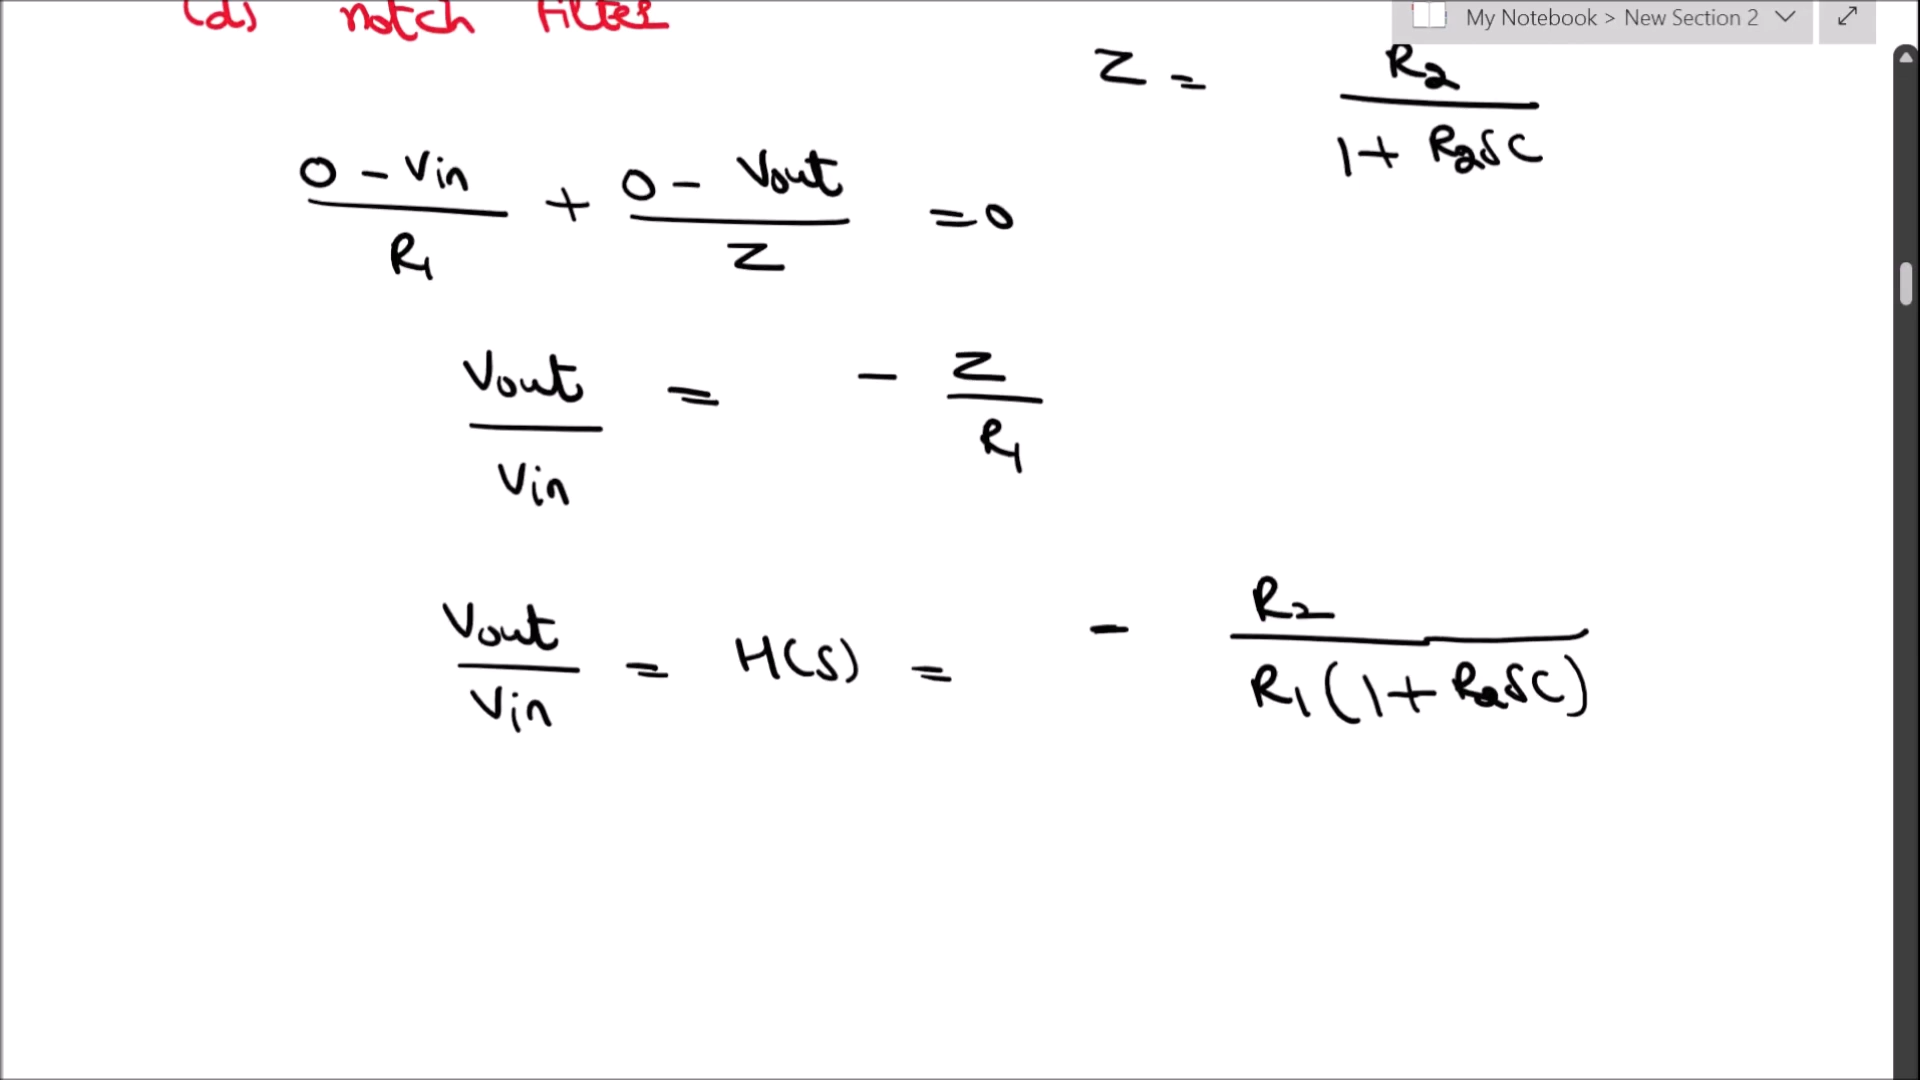 (d) notch filter
My Notebook > New Section 2
Z = R2 / (1 + R2SC)
0 - Vin / R1 + 0 - Vout / Z = 0
Vout / Vin = - Z / R1
Vout / Vin = H(S) = - R2 / R1(1 + R2SC)